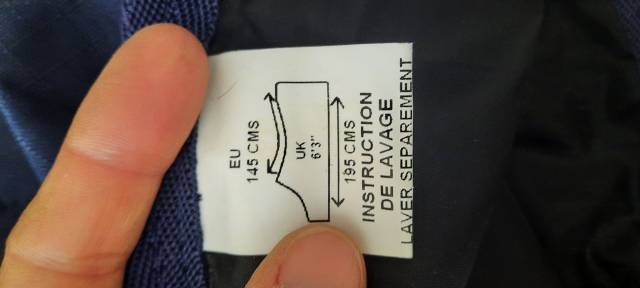 EU
145 CMS
UK
6'3"
195 CMS
INSTRUCTION
DE LAVAGE
LAVER SEPAREMENT